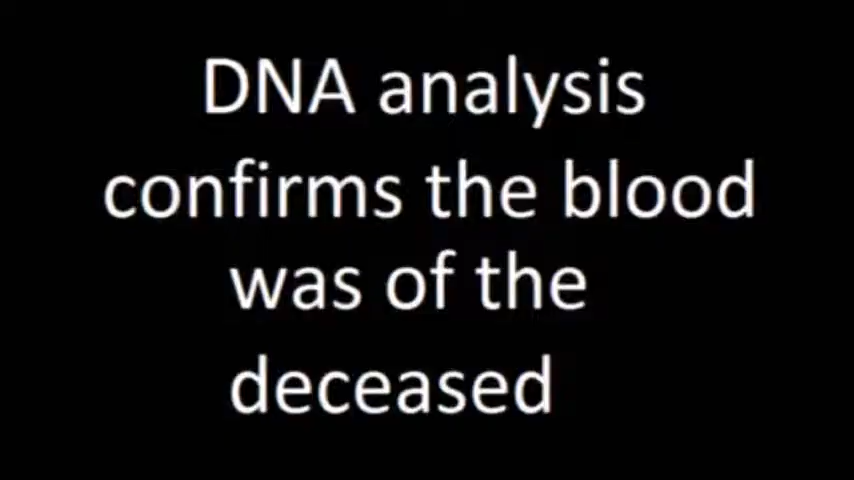 DNA analysis
confirms the blood
was of the
deceased